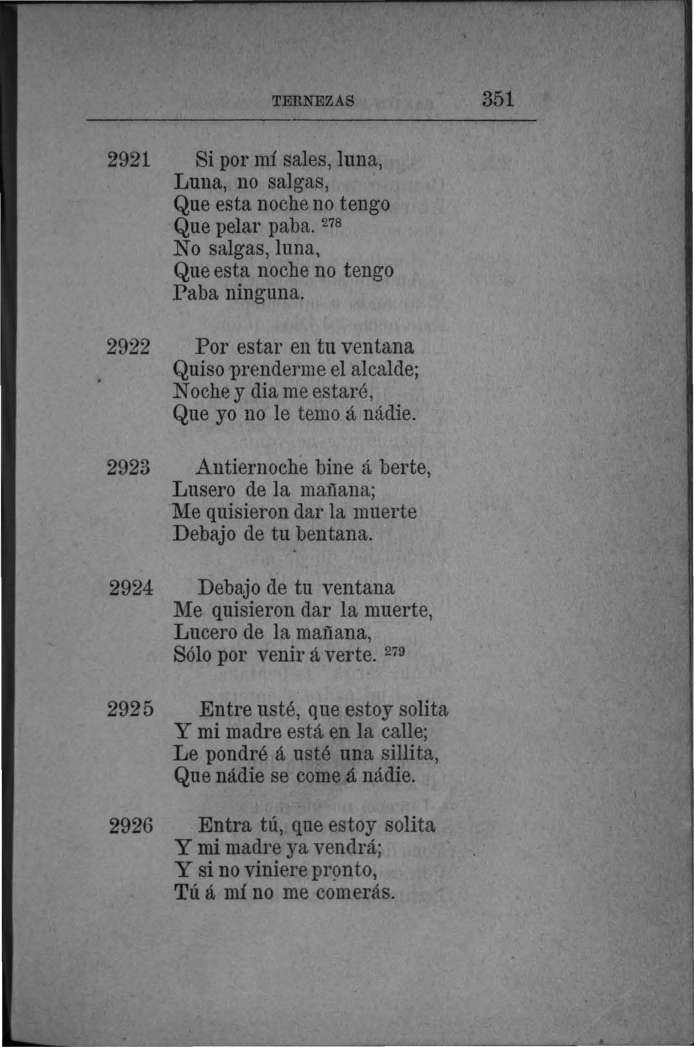 TERNEZAS 351
2921 Si por mí sales, luna,
Luna, no salgas,
Que esta noche no tengo
Que pelar paba. 278
No salgas, luna,
Que esta noche no tengo
Paba ninguna.
2922 Por estar en tu ventana
Quiso prenderme el alcalde;
Noche y dia me estaré,
Que yo no le temo á nádie.
2923 Antiernoche bine á berte,
Lusero de la mañana;
Me quisieron dar la muerte
Debajo de tu bentana.
2924 Debajo de tu ventana
Me quisieron dar la muerte,
Lucero de la mañana,
Sólo por venir á verte. 279
2925 Entre usté, que estoy solita
Y mi madre está en la calle;
Le pondré á usté una sillita,
Que nádie se come á nádie.
2926 Entra tú, que estoy solita
Y mi madre ya vendrá;
Y si no viniere pronto,
Tú á mí no me comerás.